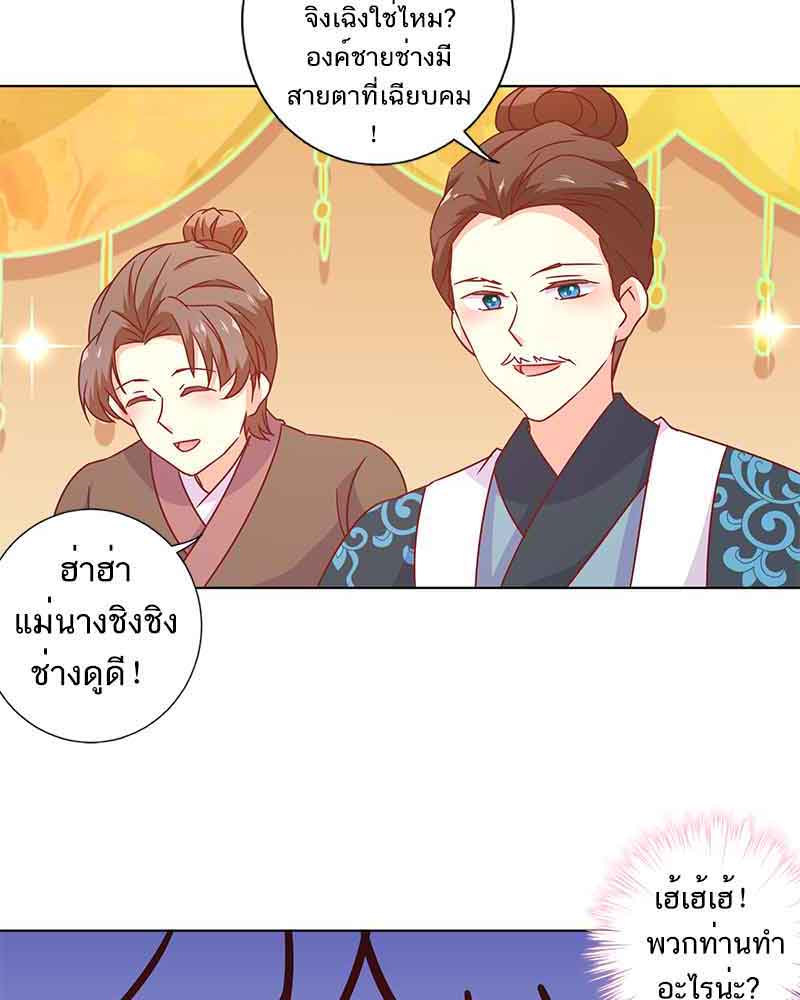 จิงเฉิงใช่ไหม?
องค์ชายช่างมี
สายตาที่เฉียบคม
!
ฮ่าฮ่า
แม่นางชิงชิง
ช่างดูดี!
เฮ้เฮ้เฮ้!
พวกท่านทำ
อะไรน่ะ?